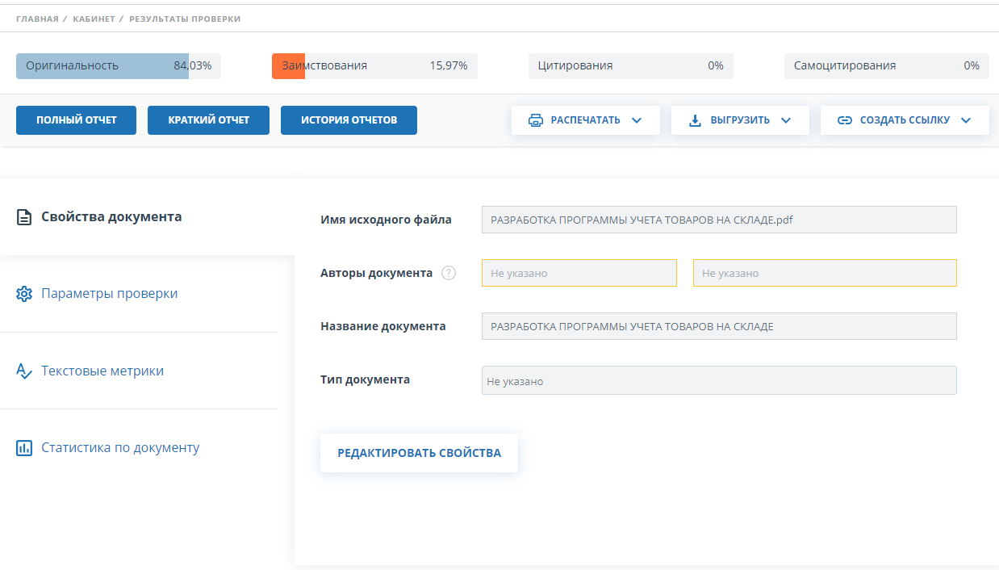 ГЛАВНАЯ / КАБИНЕТ / РЕЗУЛЬТАТЫ ПРОВЕРКИ
Оригинальность 84,03%
Заимствования 15,97%
Цитирования 0%
Самоцитирования 0%
ПОЛНЫЙ ОТЧЕТ
КРАТКИЙ ОТЧЕТ
ИСТОРИЯ ОТЧЕТОВ
РАСПЕЧАТАТЬ
ВЫГРУЗИТЬ
СОЗДАТЬ ССЫЛКУ
Свойства документа
Параметры проверки
Текстовые метрики
Статистика по документу
Имя исходного файла
РАЗРАБОТКА ПРОГРАММЫ УЧЕТА ТОВАРОВ НА СКЛАДЕ.pdf
Авторы документа ?
Не указано
Не указано
Название документа
РАЗРАБОТКА ПРОГРАММЫ УЧЕТА ТОВАРОВ НА СКЛАДЕ
Тип документа
Не указано
РЕДАКТИРОВАТЬ СВОЙСТВА